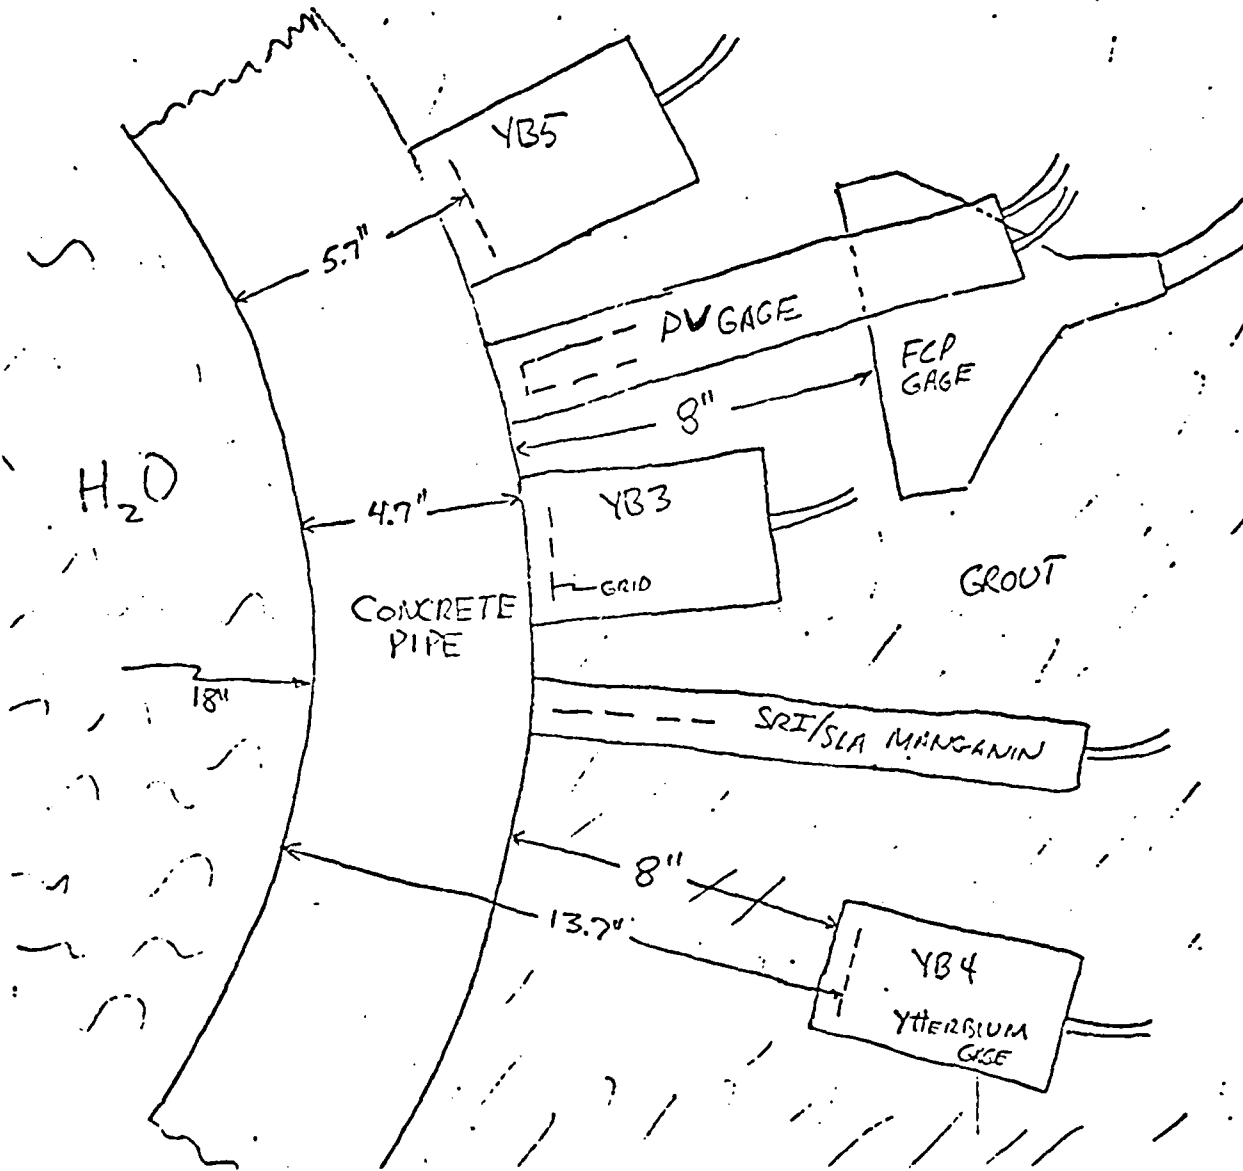 YB5
5.7"
PV GAGE
FCP
GAGE
8"
H₂O
4.7"
YB3
GRID
GROUT
CONCRETE
PIPE
18"
SRI/SLA MANGANIN
8"
13.7"
YB4
YTTERBIUM
GAGE